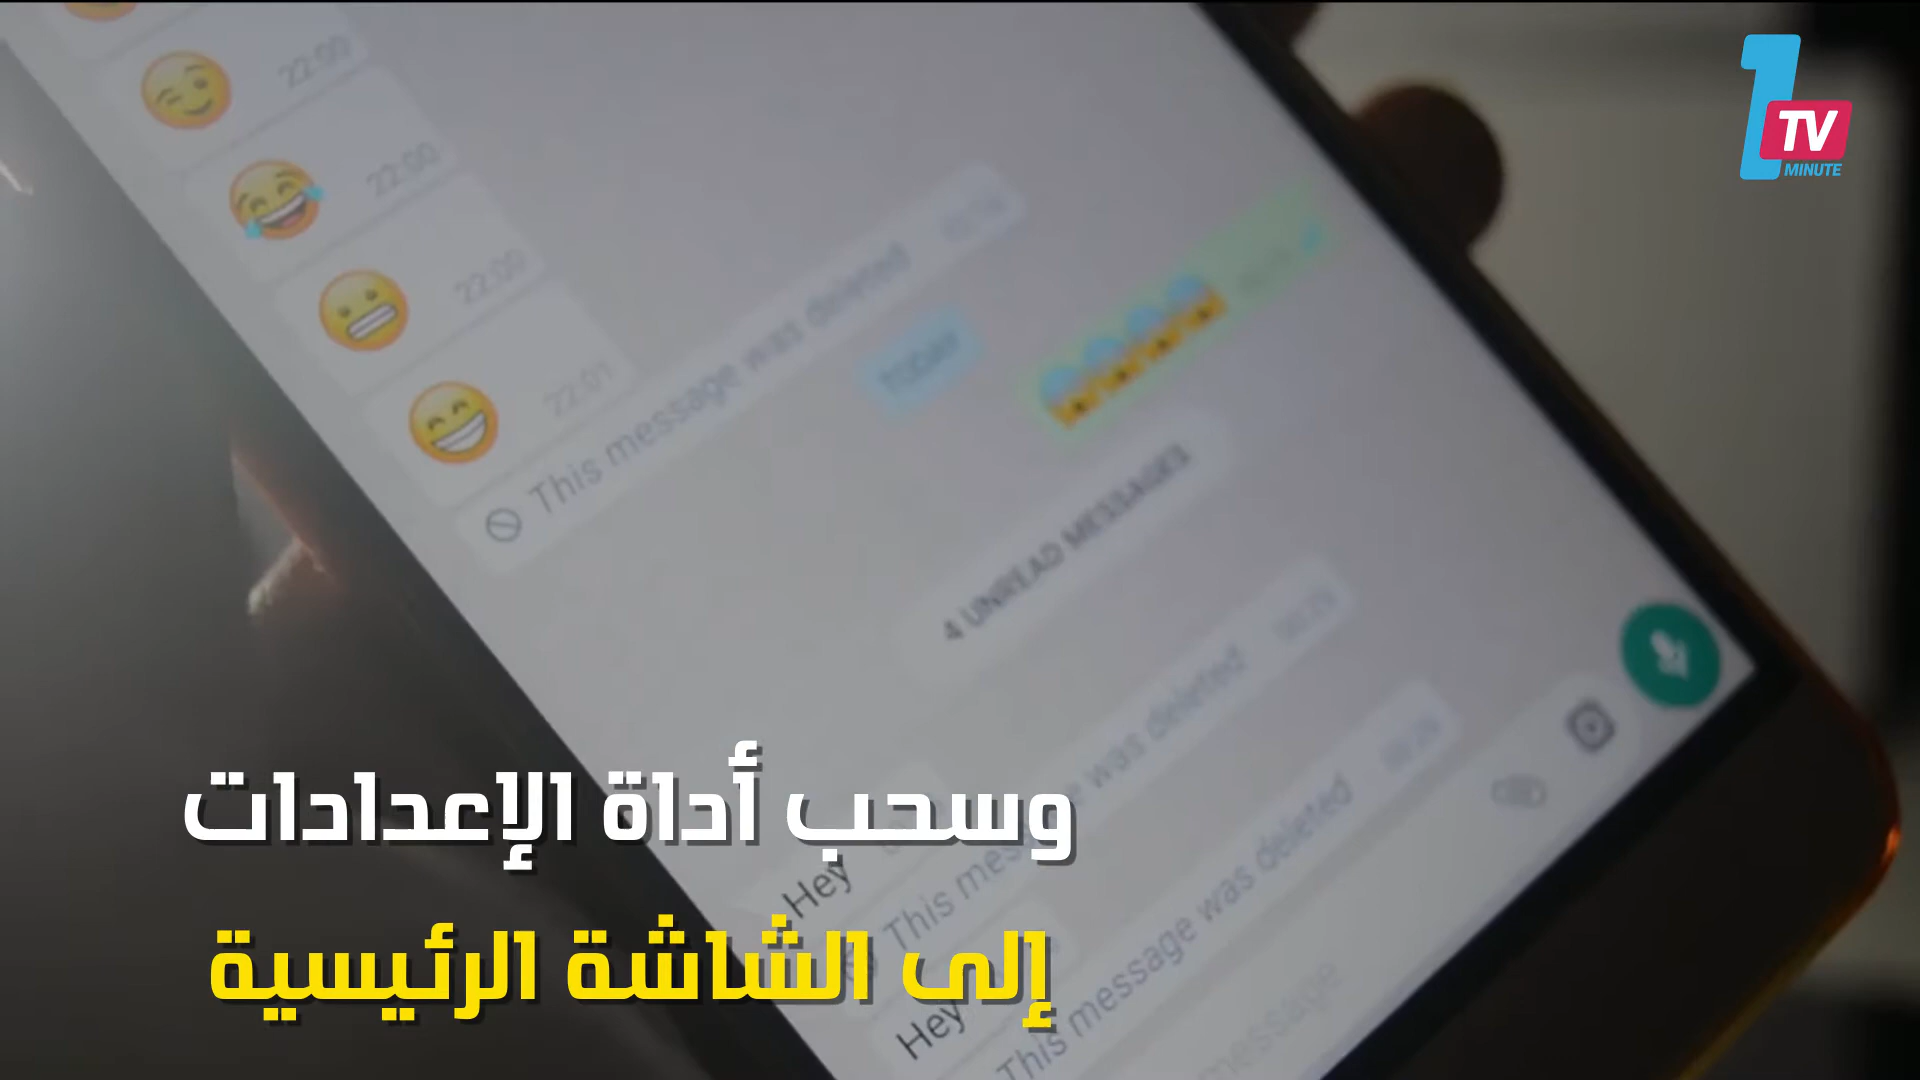 1
TV
MINUTE
22:00
22:00
22:00
22:01
This message was deleted
TODAY
4 UNREAD MESSAGES
Hey
This message was deleted
Hey
This message was deleted
message
وسحب أداة الإعدادات
إلى الشاشة الرئيسية